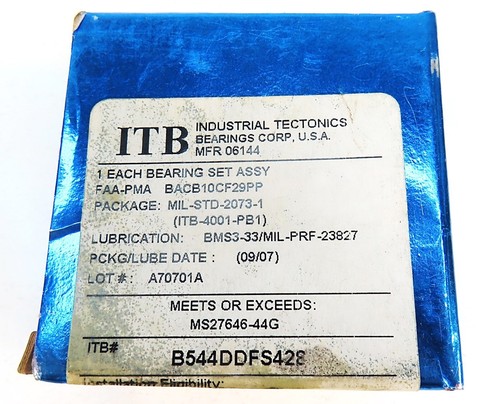 ITB INDUSTRIAL TECTONICS
BEARINGS CORP, U.S.A.
MFR 06144
1 EACH BEARING SET ASSY
FAA-PMA BACB10CF29PP
PACKAGE: MIL-STD-2073-1
(ITB-4001-PB1)
LUBRICATION: BMS3-33/MIL-PRF-23827
PCKG/LUBE DATE : (09/07)
LOT # : A70701A
MEETS OR EXCEEDS:
MS27646-44G
ITB# B544DDFS428
Installation Eligibility: